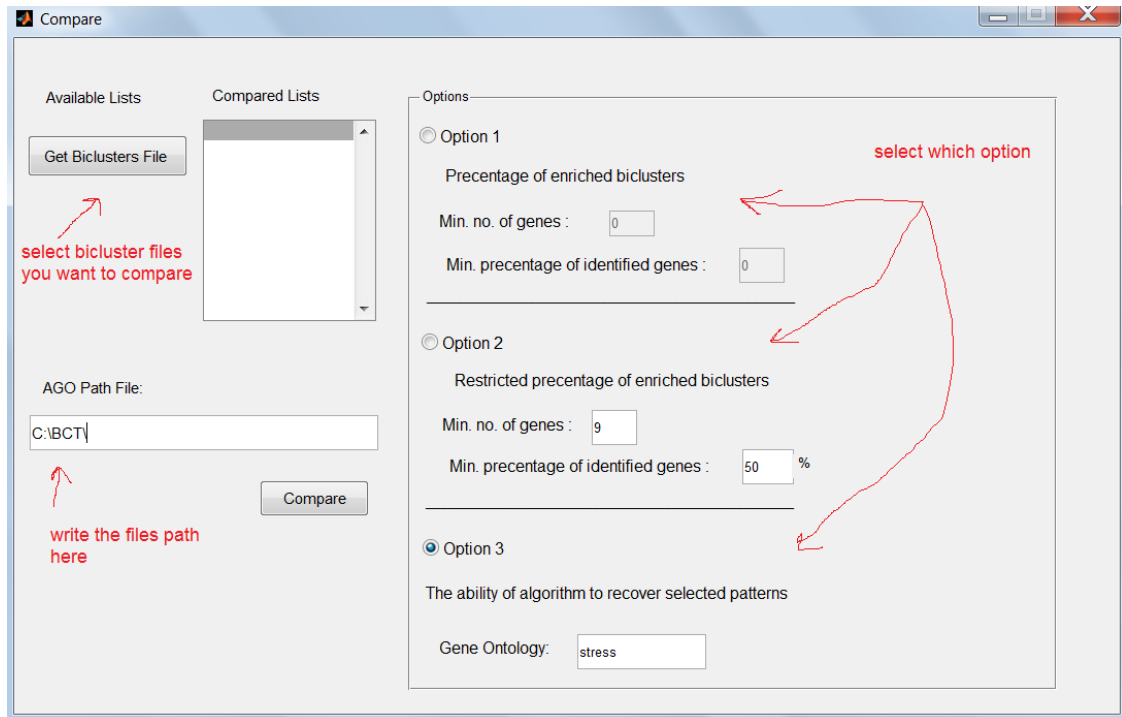 Compare
Available Lists
Compared Lists
Get Biclusters File
select bicluster files
you want to compare
AGO Path File:
C:\BCT\
write the files path
here
Compare
Options
Option 1
Precentage of enriched biclusters
Min. no. of genes :
0
Min. precentage of identified genes :
0
select which option
Option 2
Restricted precentage of enriched biclusters
Min. no. of genes :
9
Min. precentage of identified genes :
50
%
Option 3
The ability of algorithm to recover selected patterns
Gene Ontology:
stress